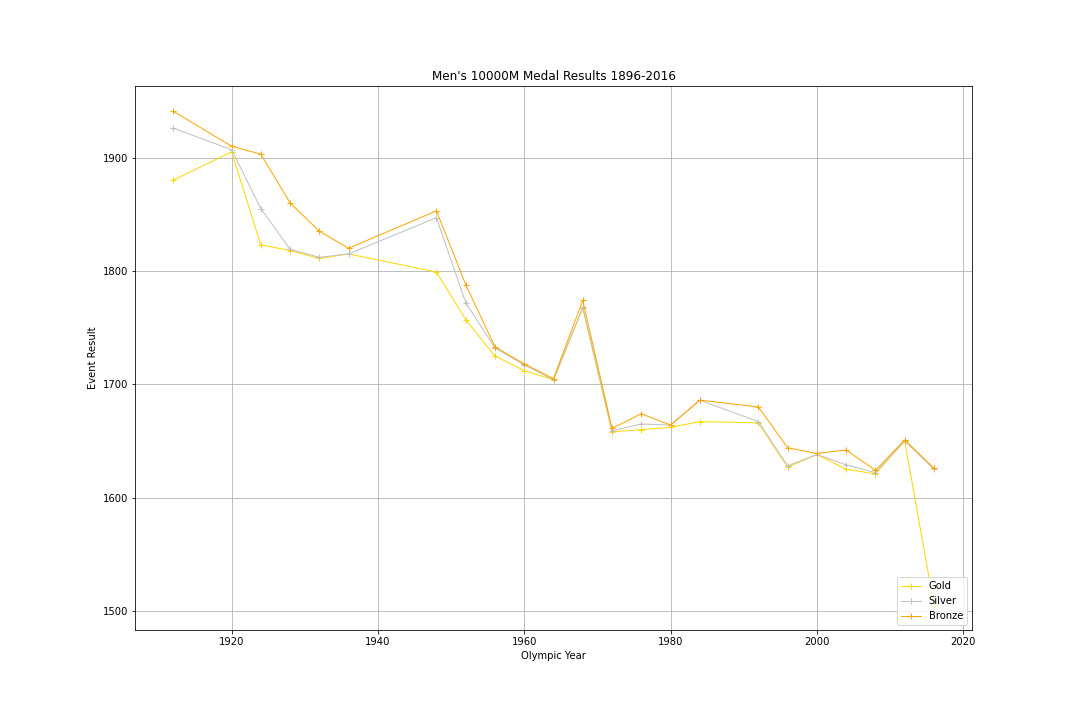 Men's 10000M Medal Results 1896-2016
Event Result
1900
1800
1700
1600
1500
1920
1940
1960
1980
2000
2020
Olympic Year
Gold
Silver
Bronze